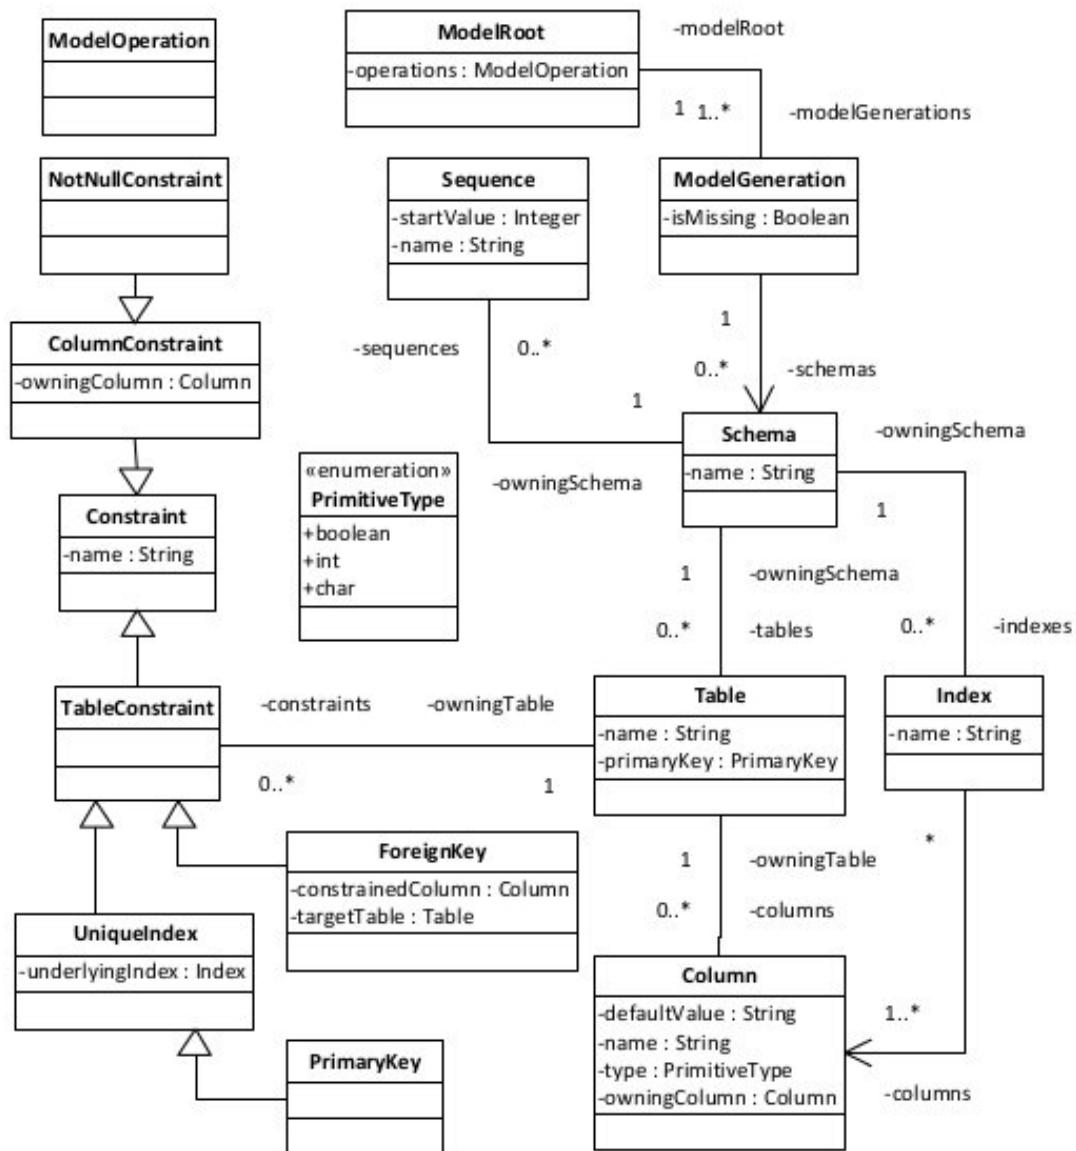 ModelOperation
ModelRoot
-operations : ModelOperation
-modelRoot
1 1..*
-modelGenerations
NotNullConstraint
Sequence
-startValue : Integer
-name : String
ModelGeneration
-isMissing : Boolean
ColumnConstraint
-owningColumn : Column
-sequences
0..*
1
1
0..*
-schemas
Schema
-name : String
-owningSchema
-owningSchema
1
«enumeration»
PrimitiveType
+boolean
+int
+char
Constraint
-name : String
1
-owningSchema
0..*
-tables
0..*
-indexes
TableConstraint
-constraints
-owningTable
0..*
1
Table
-name : String
-primaryKey : PrimaryKey
Index
-name : String
ForeignKey
-constrainedColumn : Column
-targetTable : Table
1
-owningTable
0..*
-columns
*
UniqueIndex
-underlyingIndex : Index
Column
-defaultValue : String
-name : String
-type : PrimitiveType
-owningColumn : Column
1..*
-columns
PrimaryKey